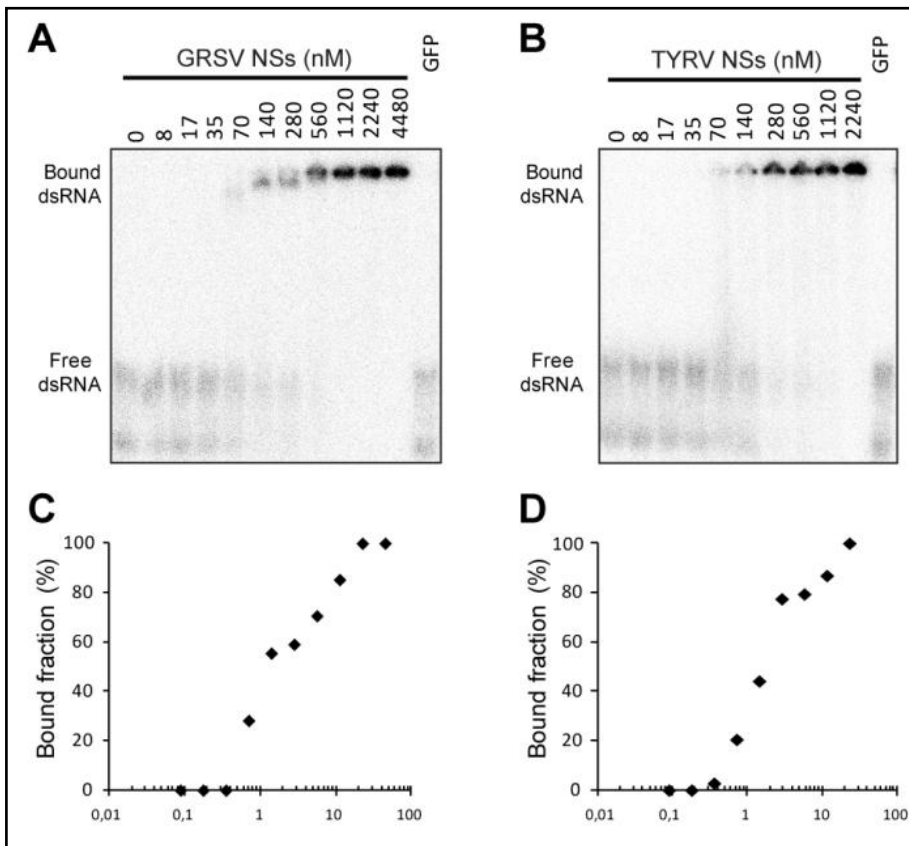 A
GRSV NSs (nM)
GFP
0 8 17 35 70 140 280 560 1120 2240 4480
Bound
dsRNA
Free
dsRNA
B
TYRV NSs (nM)
GFP
0 8 17 35 70 140 280 560 1120 2240
Bound
dsRNA
Free
dsRNA
C
Bound fraction (%)
100
80
60
40
20
0
0,01 0,1 1 10 100
D
Bound fraction (%)
100
80
60
40
20
0
0,01 0,1 1 10 100